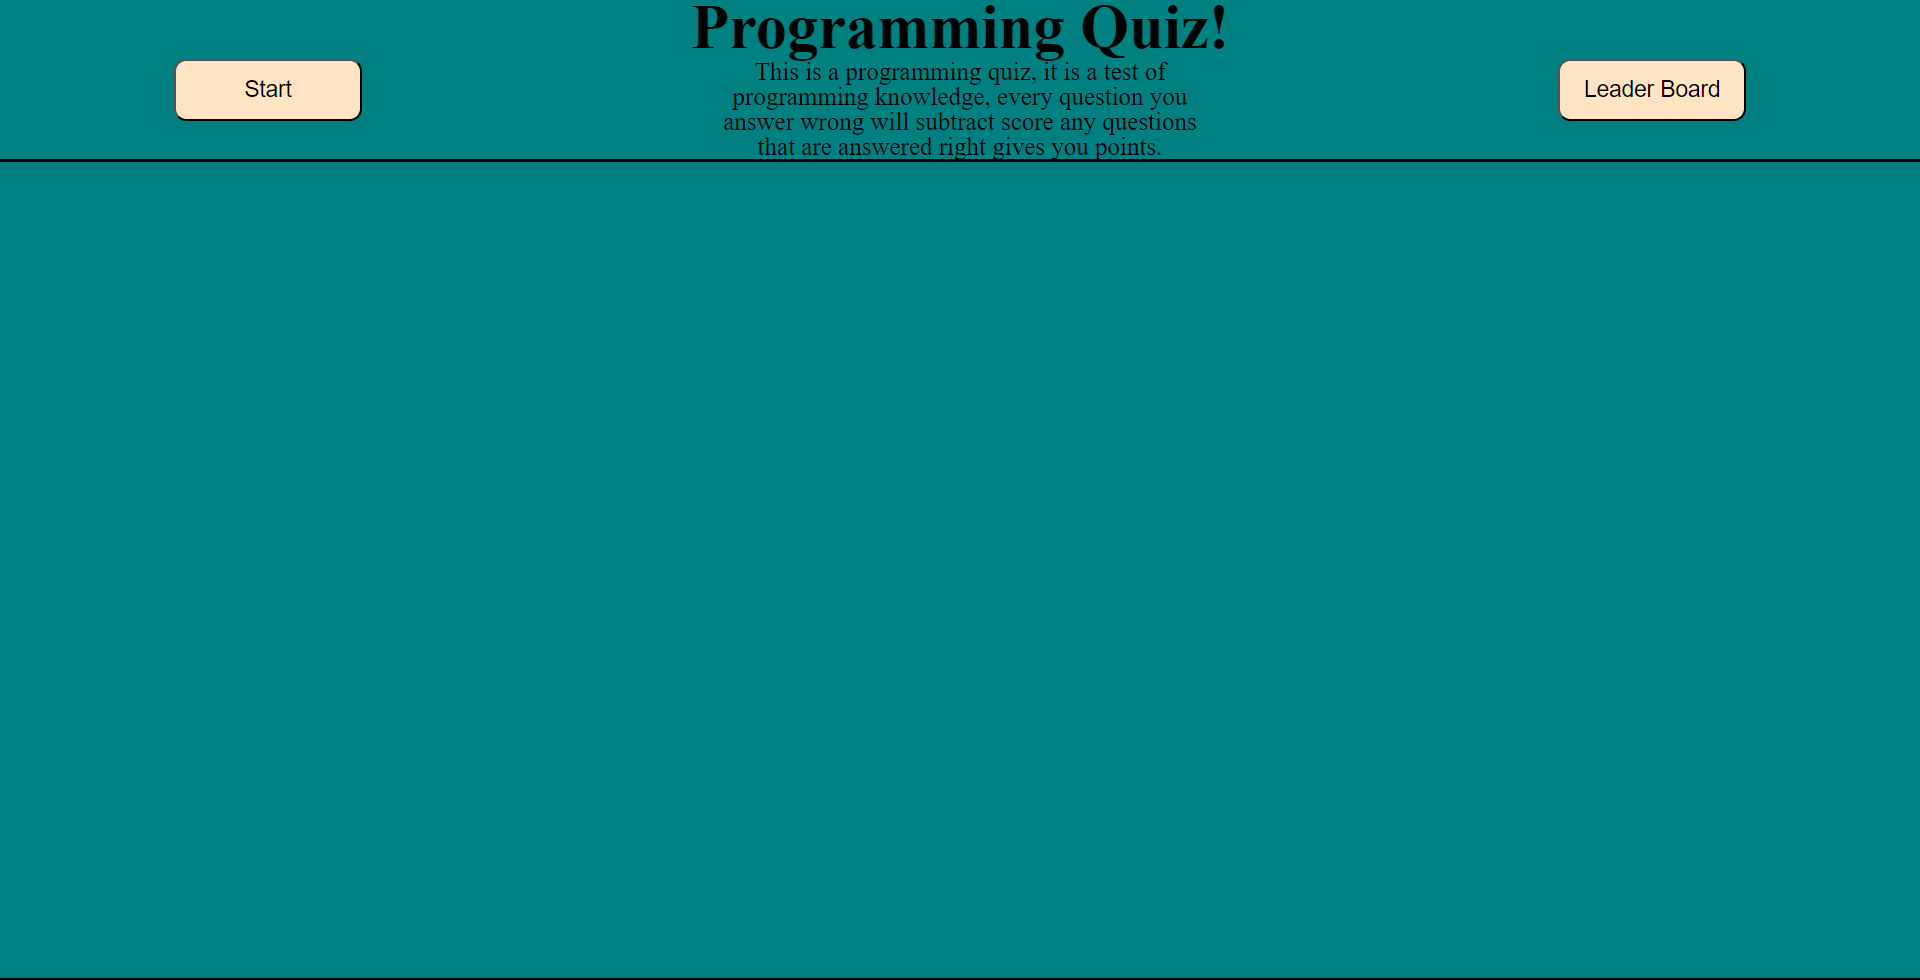 Programming Quiz!
This is a programming quiz, it is a test of
programming knowledge, every question you
answer wrong will subtract score any questions
that are answered right gives you points.
Start
Leader Board